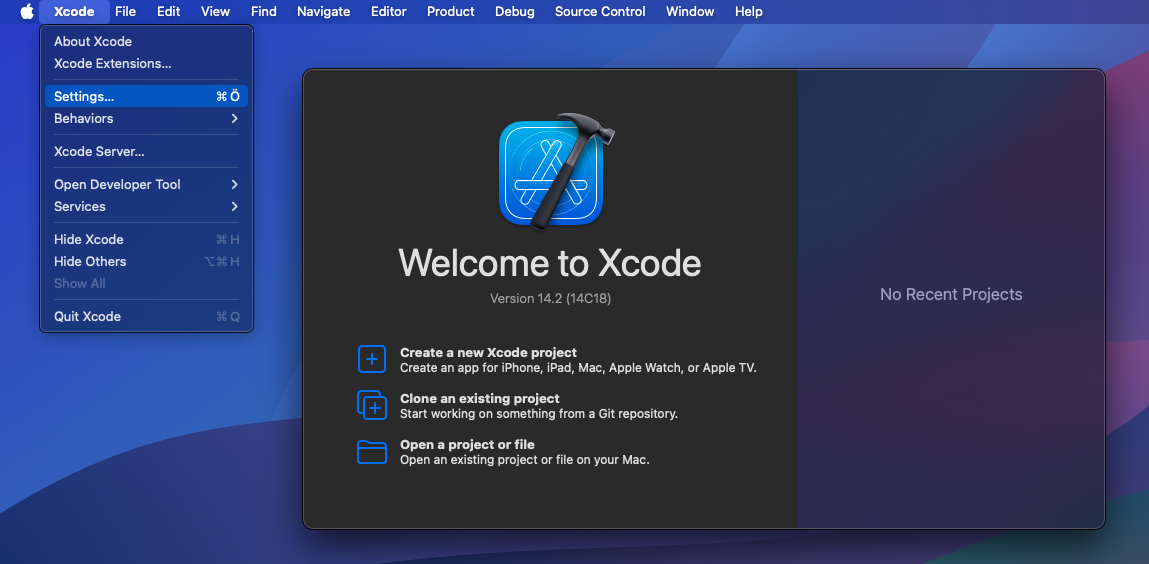 Xcode File Edit View Find Navigate Editor Product Debug Source Control Window Help
About Xcode
Xcode Extensions...
Settings... ⌘ Ö
Behaviors
Xcode Server...
Open Developer Tool
Services
Hide Xcode ⌘ H
Hide Others ⌥⌘ H
Show All
Quit Xcode ⌘ Q
Welcome to Xcode
Version 14.2 (14C18)
Create a new Xcode project
Create an app for iPhone, iPad, Mac, Apple Watch, or Apple TV.
Clone an existing project
Start working on something from a Git repository.
Open a project or file
Open an existing project or file on your Mac.
No Recent Projects